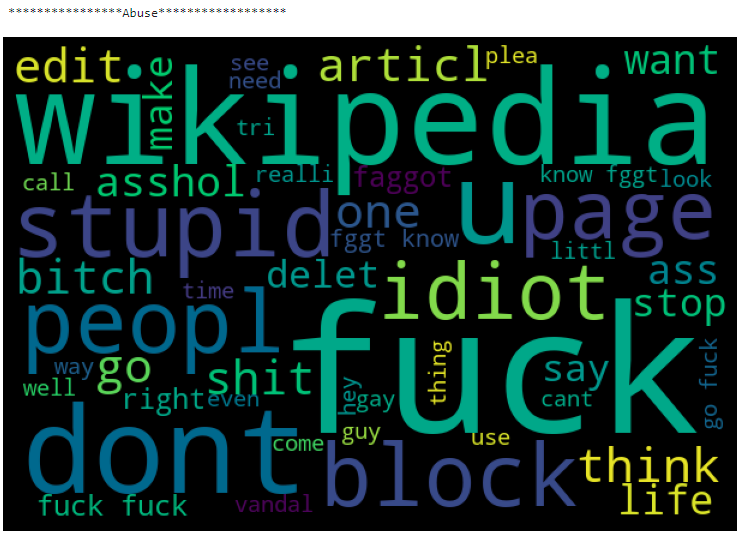 ****************Abuse******************
edit
make
see
need
articl
plea
want
wikipedia
tri
call
asshol
realli
faggot
know fggt
look
stupid
one
fggt know
u
page
littl
bitch
time
delet
idiot
ass
stop
peopl
way
go
well
right
even
shit
hey
gay
thing
say
cant
go fuck
fuck
dont
come
guy
use
block
think
life
fuck fuck
vandal